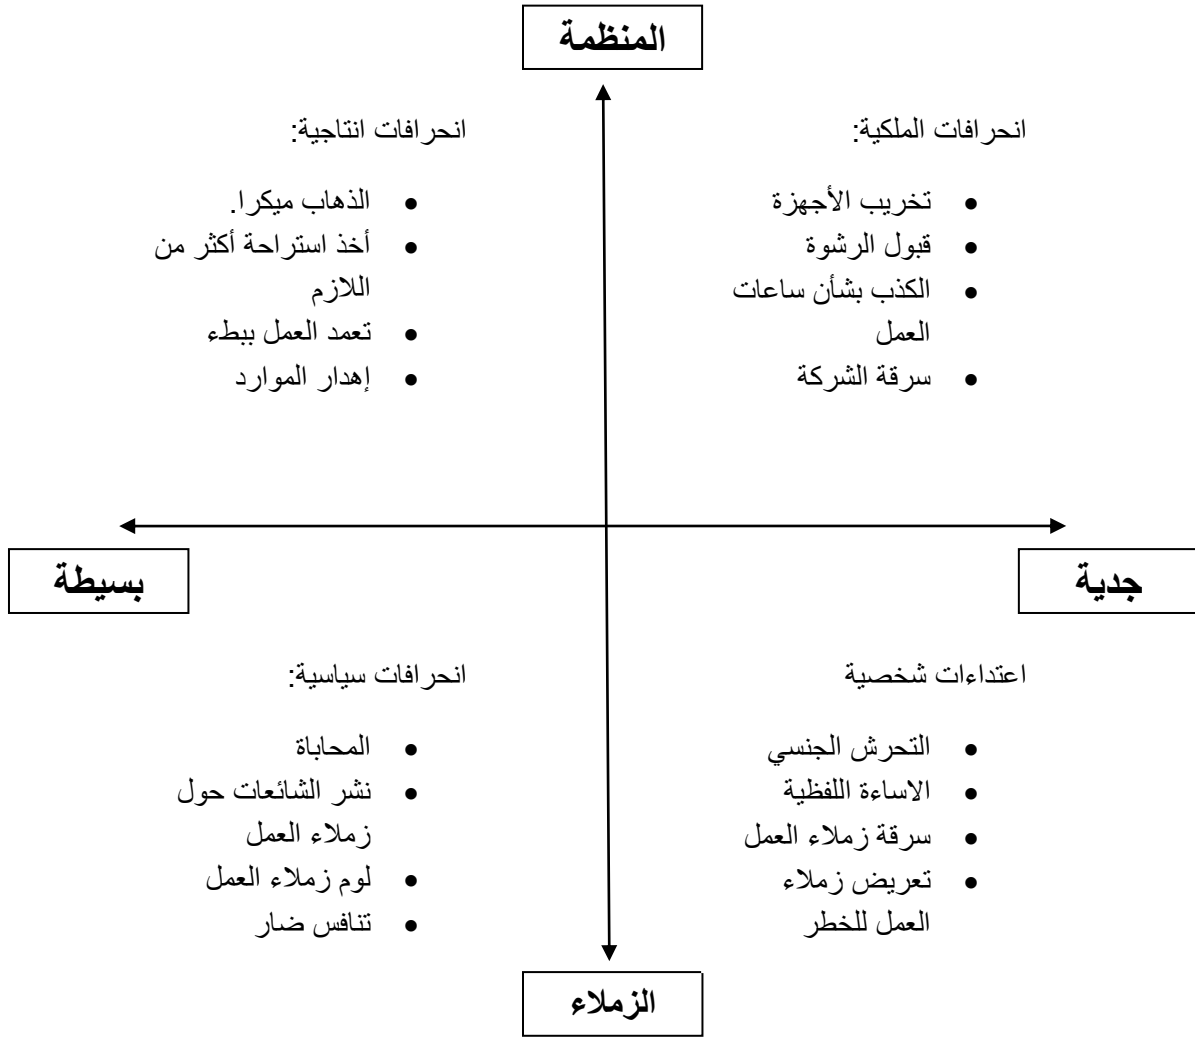 المنظمة
انحرافات الملكية:
• تخريب الأجهزة
• قبول الرشوة
• الكذب بشأن ساعات
العمل
• سرقة الشركة
انحرافات انتاجية:
• الذهاب ميكرا.
• أخذ استراحة أكثر من
اللازم
• تعمد العمل ببطء
• إهدار الموارد
جدية
بسيطة
اعتداءات شخصية
• التحرش الجنسي
• الاساءة اللفظية
• سرقة زملاء العمل
• تعريض زملاء
العمل للخطر
انحرافات سياسية:
• المحاباة
• نشر الشائعات حول
زملاء العمل
• لوم زملاء العمل
• تنافس ضار
الزملاء